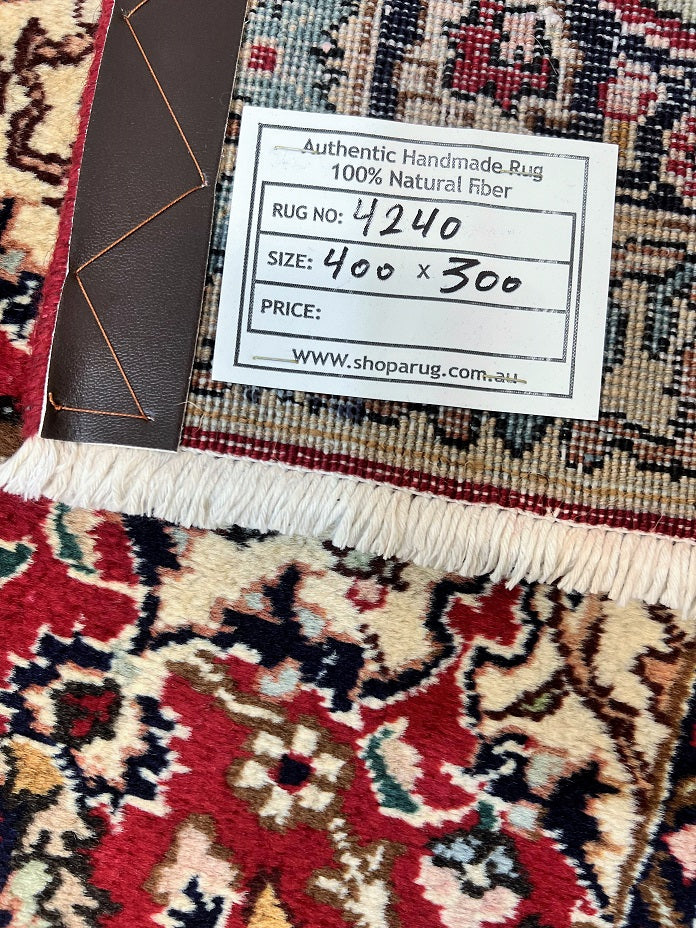 Authentic Handmade Rug
100% Natural Fiber
RUG NO: 4240
SIZE: 400 x 300
PRICE:
www.shoparug.com.au